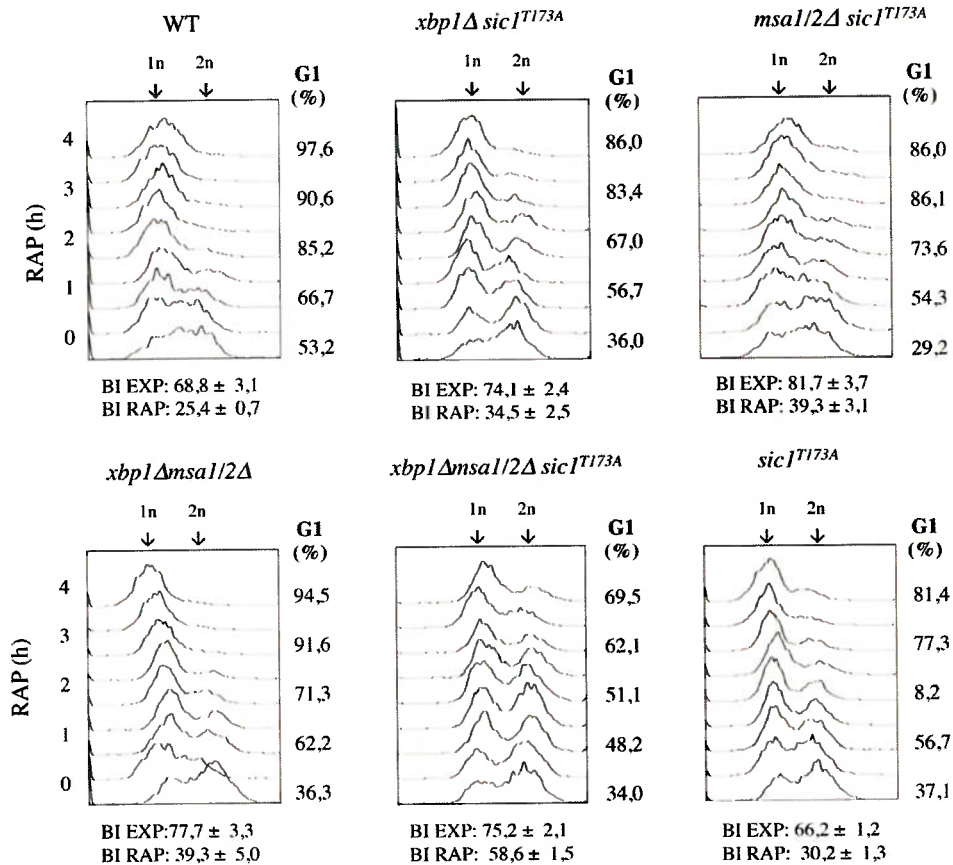 WT
1n 2n
G1
(%)
RAP (h)
4
3
2
1
0
97,6
90,6
85,2
66,7
53,2
BI EXP: 68,8 ± 3,1
BI RAP: 25,4 ± 0,7
xbp1Δ sic1T173A
1n 2n
G1
(%)
86,0
83,4
67,0
56,7
36,0
BI EXP: 74,1 ± 2,4
BI RAP: 34,5 ± 2,5
msa1/2Δ sic1T173A
1n 2n
G1
(%)
86,0
86,1
73,6
54,3
29,2
BI EXP: 81,7 ± 3,7
BI RAP: 39,3 ± 3,1
xbp1Δmsa1/2Δ
1n 2n
G1
(%)
RAP (h)
4
3
2
1
0
94,5
91,6
71,3
62,2
36,3
BI EXP:77,7 ± 3,3
BI RAP: 39,3 ± 5,0
xbp1Δmsa1/2Δ sic1T173A
1n 2n
G1
(%)
69,5
62,1
51,1
48,2
34,0
BI EXP: 75,2 ± 2,1
BI RAP: 58,6 ± 1,5
sic1T173A
1n 2n
G1
(%)
81,4
77,3
8,2
56,7
37,1
BI EXP: 66,2 ± 1,2
BI RAP: 30,2 ± 1,3